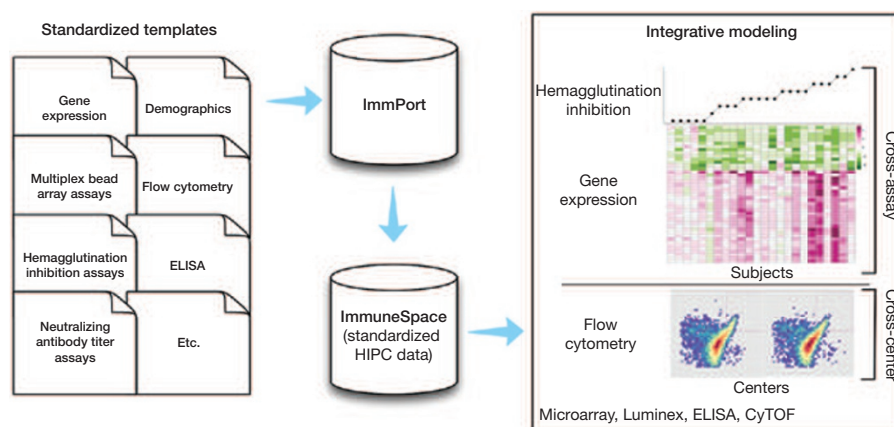 Standardized templates
Gene
expression
Demographics
Multiplex bead
array assays
Flow cytometry
Hemagglutination
inhibition assays
ELISA
Neutralizing
antibody titer
assays
Etc.
ImmPort
ImmuneSpace
(standardized
HIPC data)
Integrative modeling
Hemagglutination
inhibition
Gene
expression
Subjects
Cross-assay
Flow
cytometry
Centers
Cross-center
Microarray, Luminex, ELISA, CyTOF